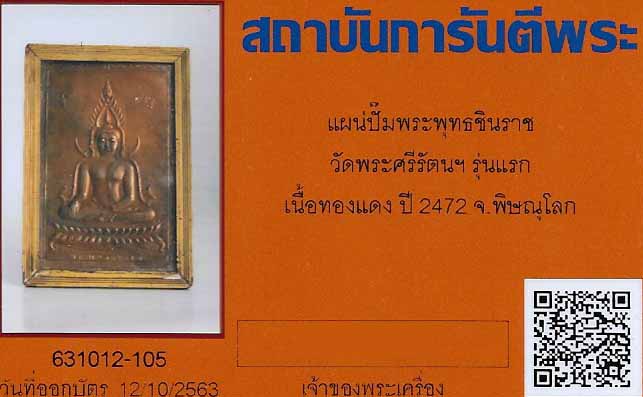 สถาบันการันตีพระ
แผ่นปั๊มพระพุทธชินราช
วัดพระศรีรัตนฯ รุ่นแรก
เนื้อทองแดง ปี 2472 จ.พิษณุโลก
631012-105
วันที่ออกบัตร 12/10/2563
เจ้าของพระเครื่อง